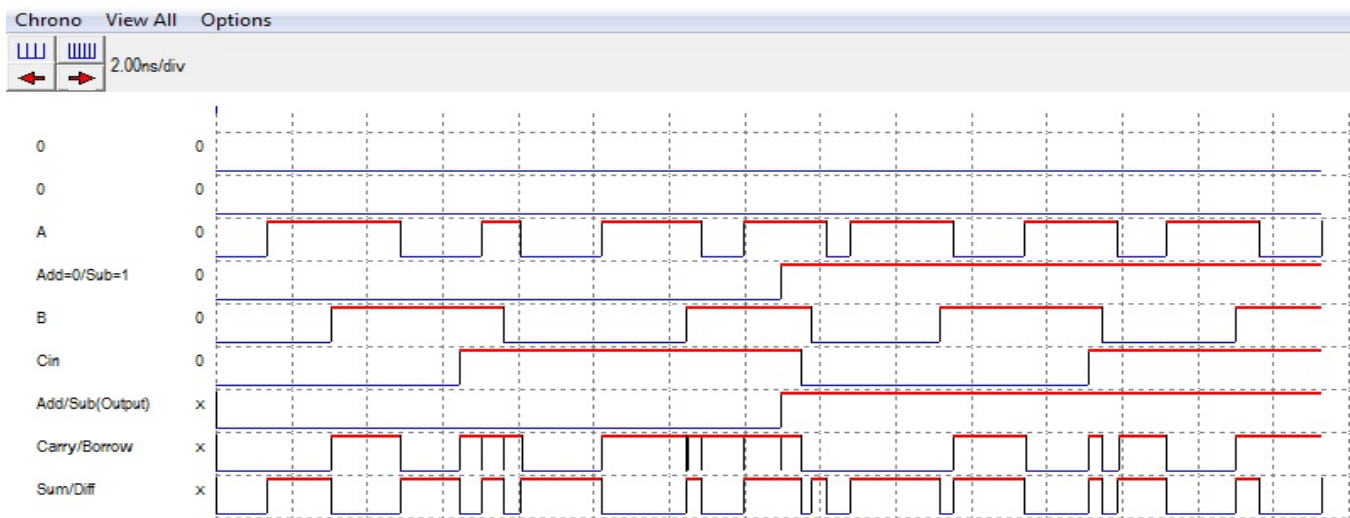 Chrono View All Options
2.00ns/div
0 0
0 0
A 0
Add=0/Sub=1 0
B 0
Cin 0
Add/Sub(Output) x
Carry/Borrow x
Sum/Diff x